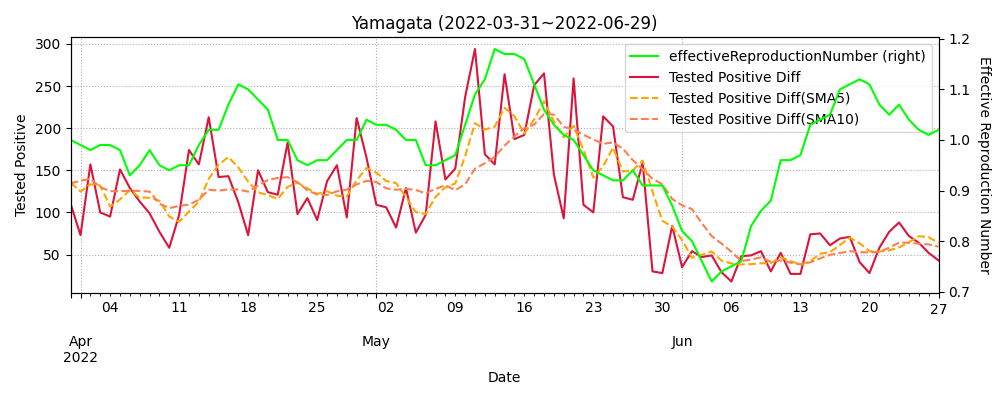 Yamagata (2022-03-31~2022-06-29)
effectiveReproductionNumber (right)
Tested Positive Diff
Tested Positive Diff(SMA5)
Tested Positive Diff(SMA10)
Tested Positive
300
250
200
150
100
50
1.2
1.1
1.0
0.9
0.8
0.7
Effective Reproduction Number
04 11 18 25 02 09 16 23 30 06 13 20 27
Apr May Jun
2022
Date